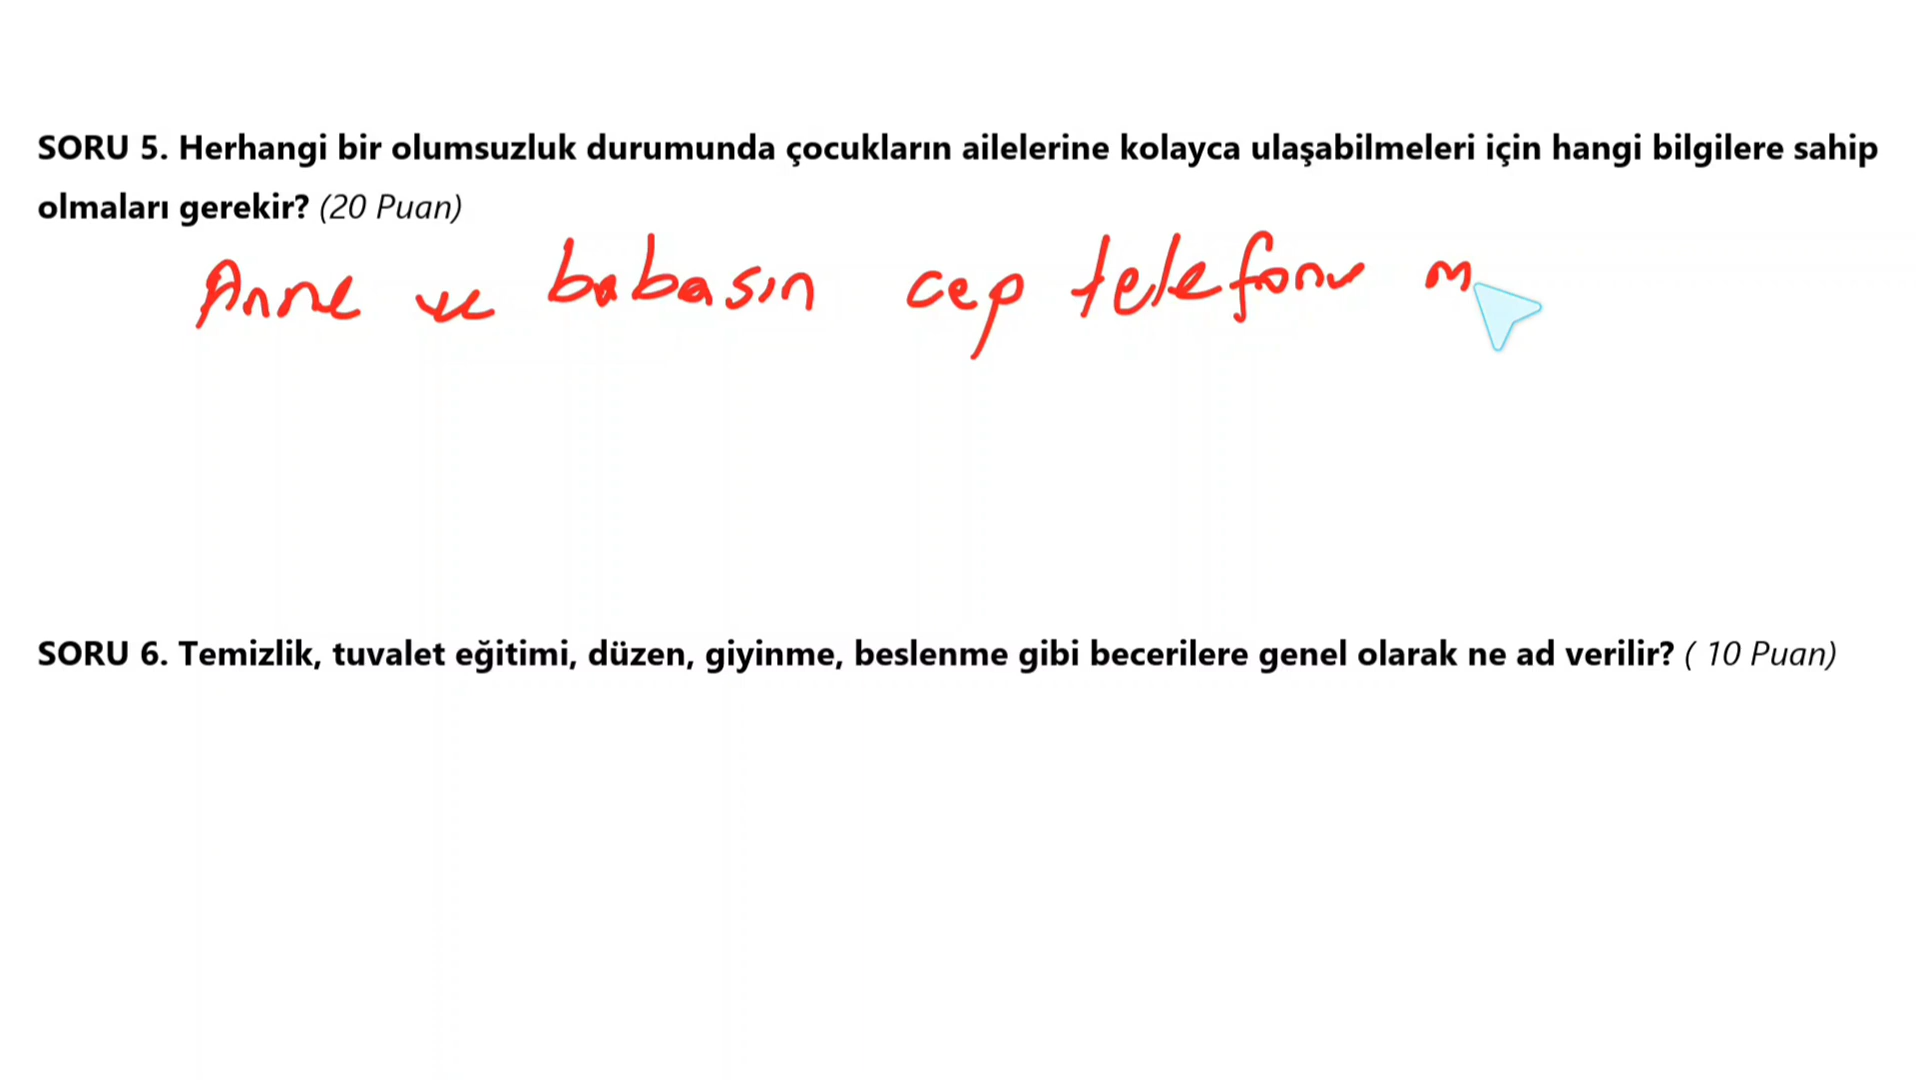 SORU 5. Herhangi bir olumsuzluk durumunda çocukların ailelerine kolayca ulaşabilmeleri için hangi bilgilere sahip
olmaları gerekir? (20 Puan)
Anne ve babasın cep telefonu
SORU 6. Temizlik, tuvalet eğitimi, düzen, giyinme, beslenme gibi becerilere genel olarak ne ad verilir? ( 10 Puan)